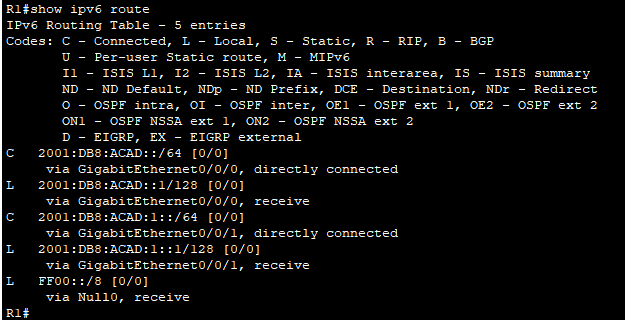 R1#show ipv6 route
IPv6 Routing Table - 5 entries
Codes: C - Connected, L - Local, S - Static, R - RIP, B - BGP
       U - Per-user Static route, M - MIPv6
       I1 - ISIS L1, I2 - ISIS L2, IA - ISIS interarea, IS - ISIS summary
       ND - ND Default, NDp - ND Prefix, DCE - Destination, NDr - Redirect
       O - OSPF intra, OI - OSPF inter, OE1 - OSPF ext 1, OE2 - OSPF ext 2
       ON1 - OSPF NSSA ext 1, ON2 - OSPF NSSA ext 2
       D - EIGRP, EX - EIGRP external
C   2001:DB8:ACAD::/64 [0/0]
     via GigabitEthernet0/0/0, directly connected
L   2001:DB8:ACAD::1/128 [0/0]
     via GigabitEthernet0/0/0, receive
C   2001:DB8:ACAD:1::/64 [0/0]
     via GigabitEthernet0/0/1, directly connected
L   2001:DB8:ACAD:1::1/128 [0/0]
     via GigabitEthernet0/0/1, receive
L   FF00::/8 [0/0]
     via Null0, receive
R1#